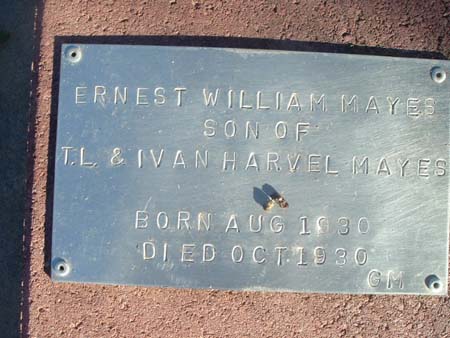 ERNEST WILLIAM MAYES
SON OF
T.L. & IVAN HARVEL MAYES
BORN AUG 1930
DIED OCT. 1930
GM